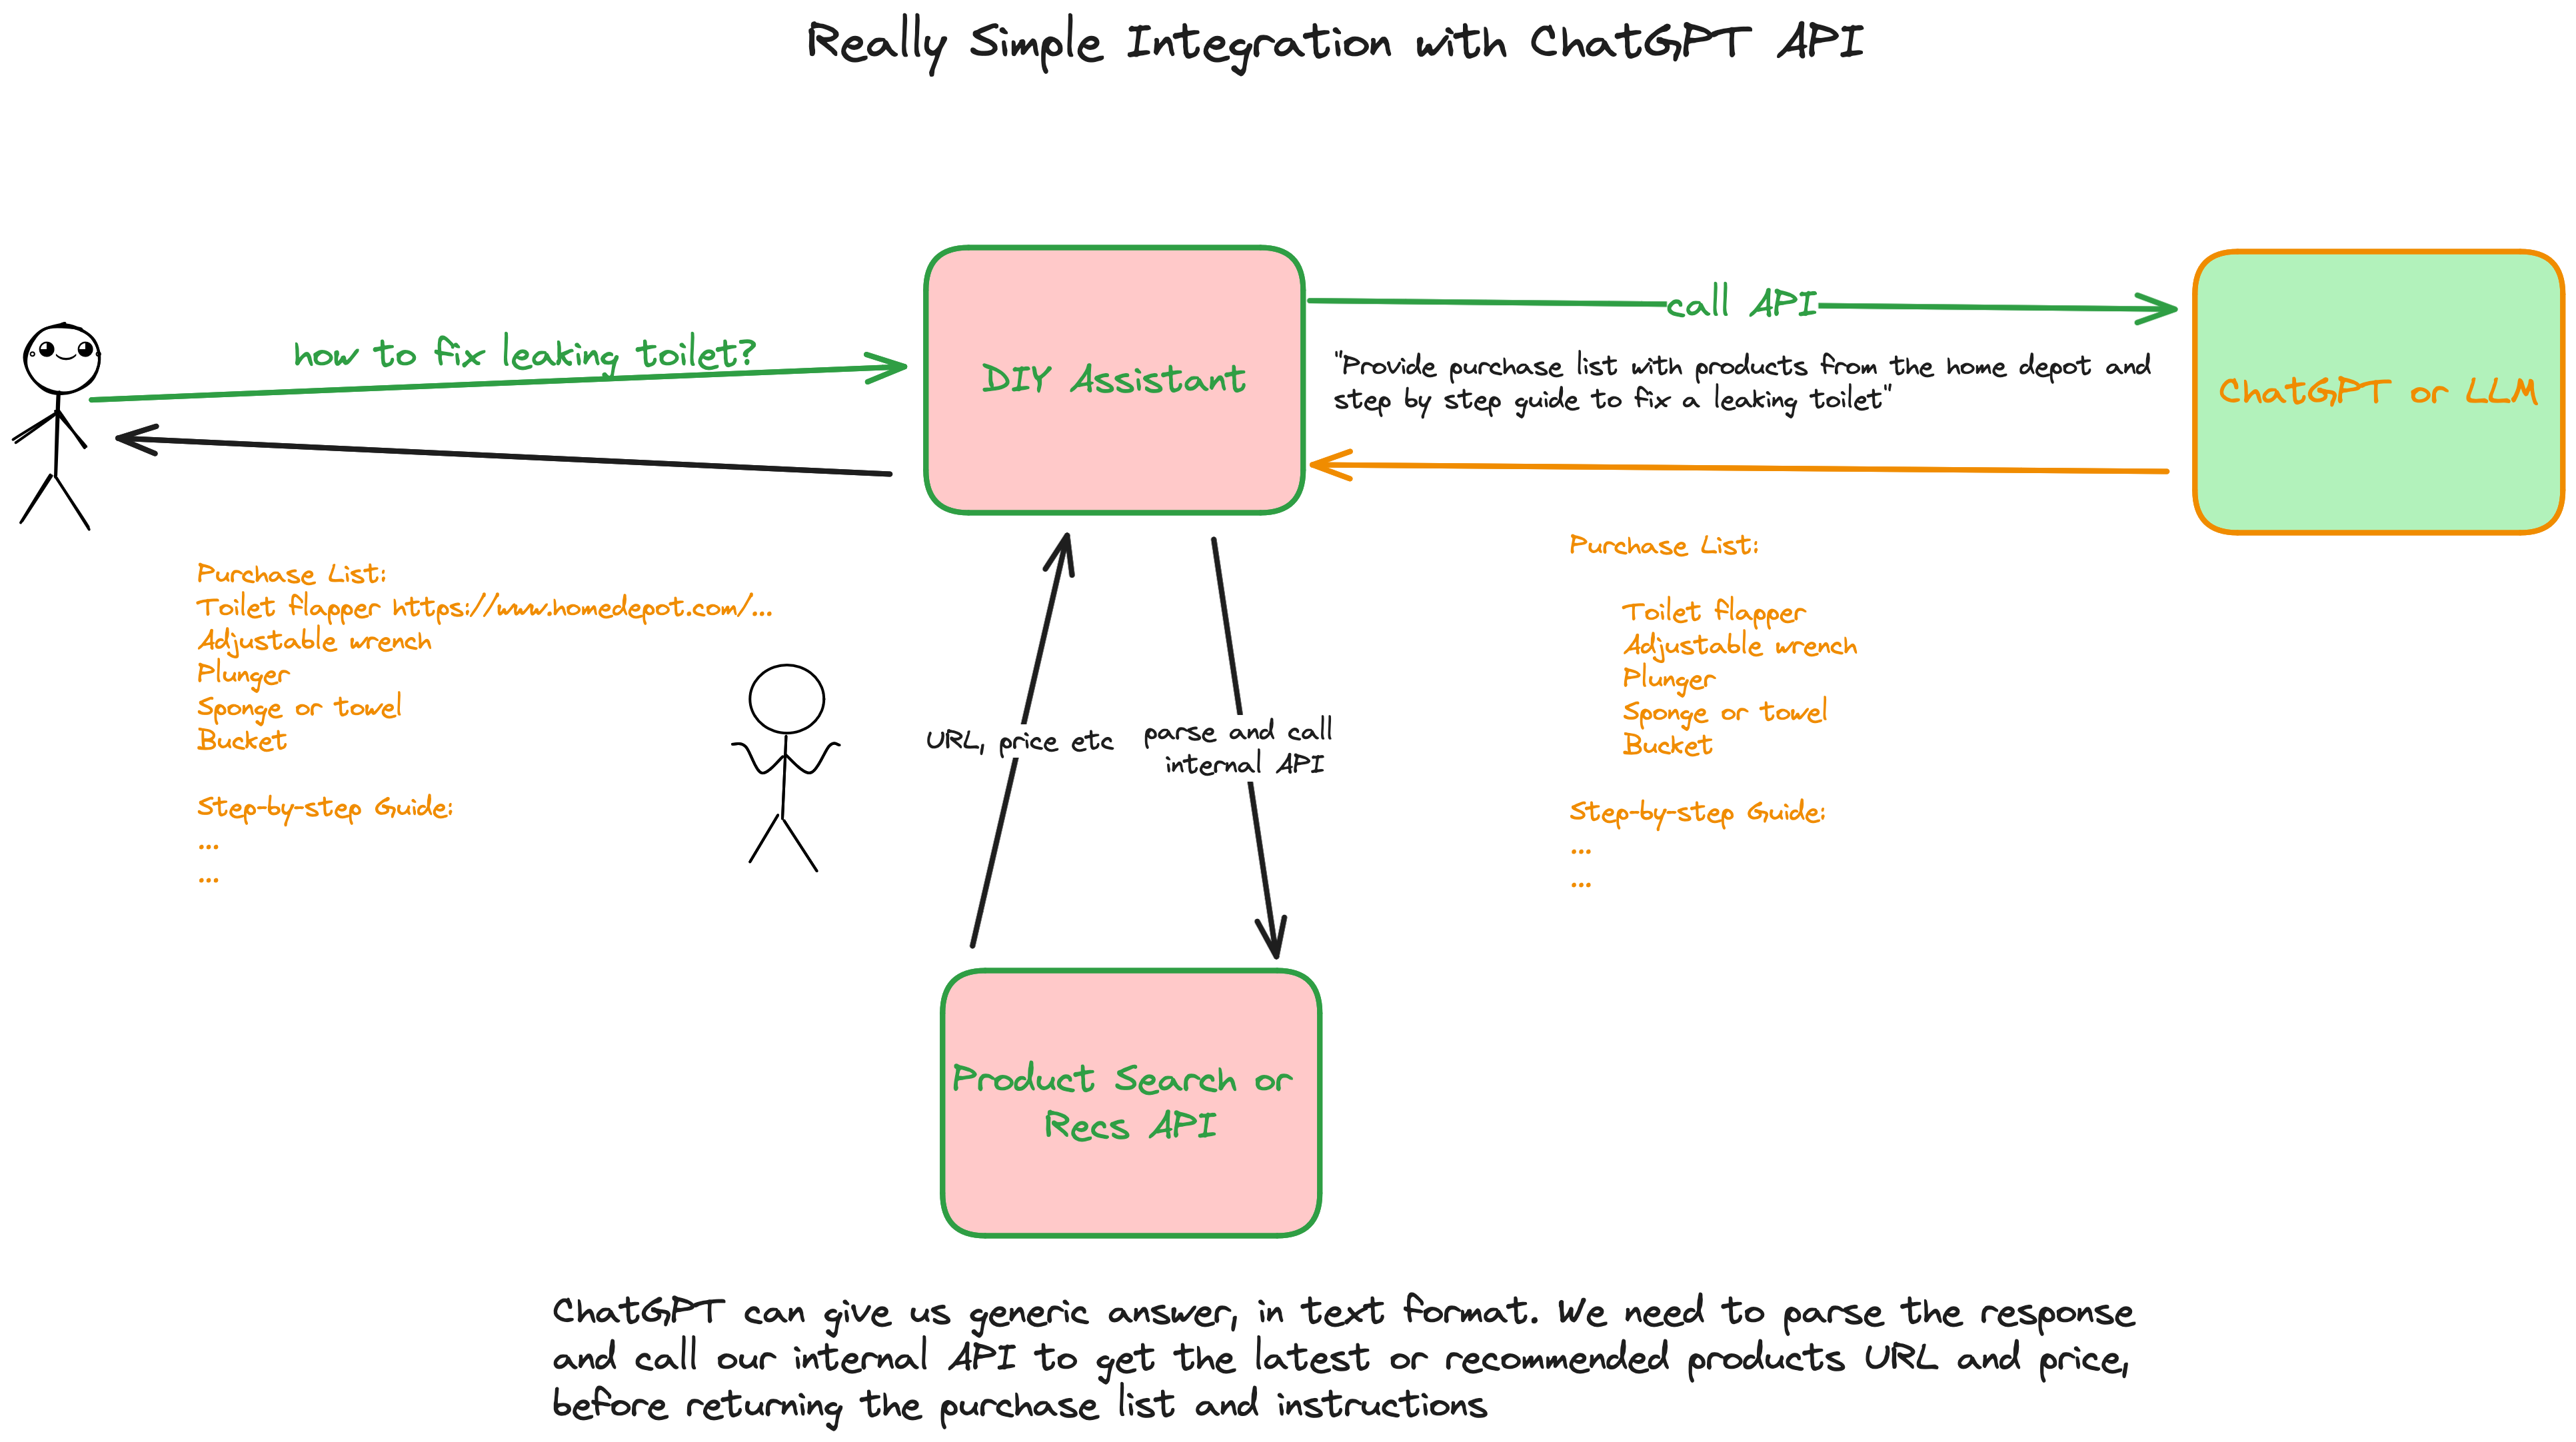 Really Simple Integration with ChatGPT API
how to fix leaking toilet?
DIY Assistant
call API
"Provide purchase list with products from the home depot and
step by step guide to fix a leaking toilet"
ChatGPT or LLM
Purchase List:
Toilet flapper https://www.homedepot.com/...
Adjustable wrench
Plunger
Sponge or towel
Bucket
Step-by-step Guide:
...
...
URL, price etc
parse and call
internal API
Purchase List:
Toilet flapper
Adjustable wrench
Plunger
Sponge or towel
Bucket
Step-by-step Guide:
...
...
Product Search or
Recs API
ChatGPT can give us generic answer, in text format. We need to parse the response
and call our internal API to get the latest or recommended products URL and price,
before returning the purchase list and instructions